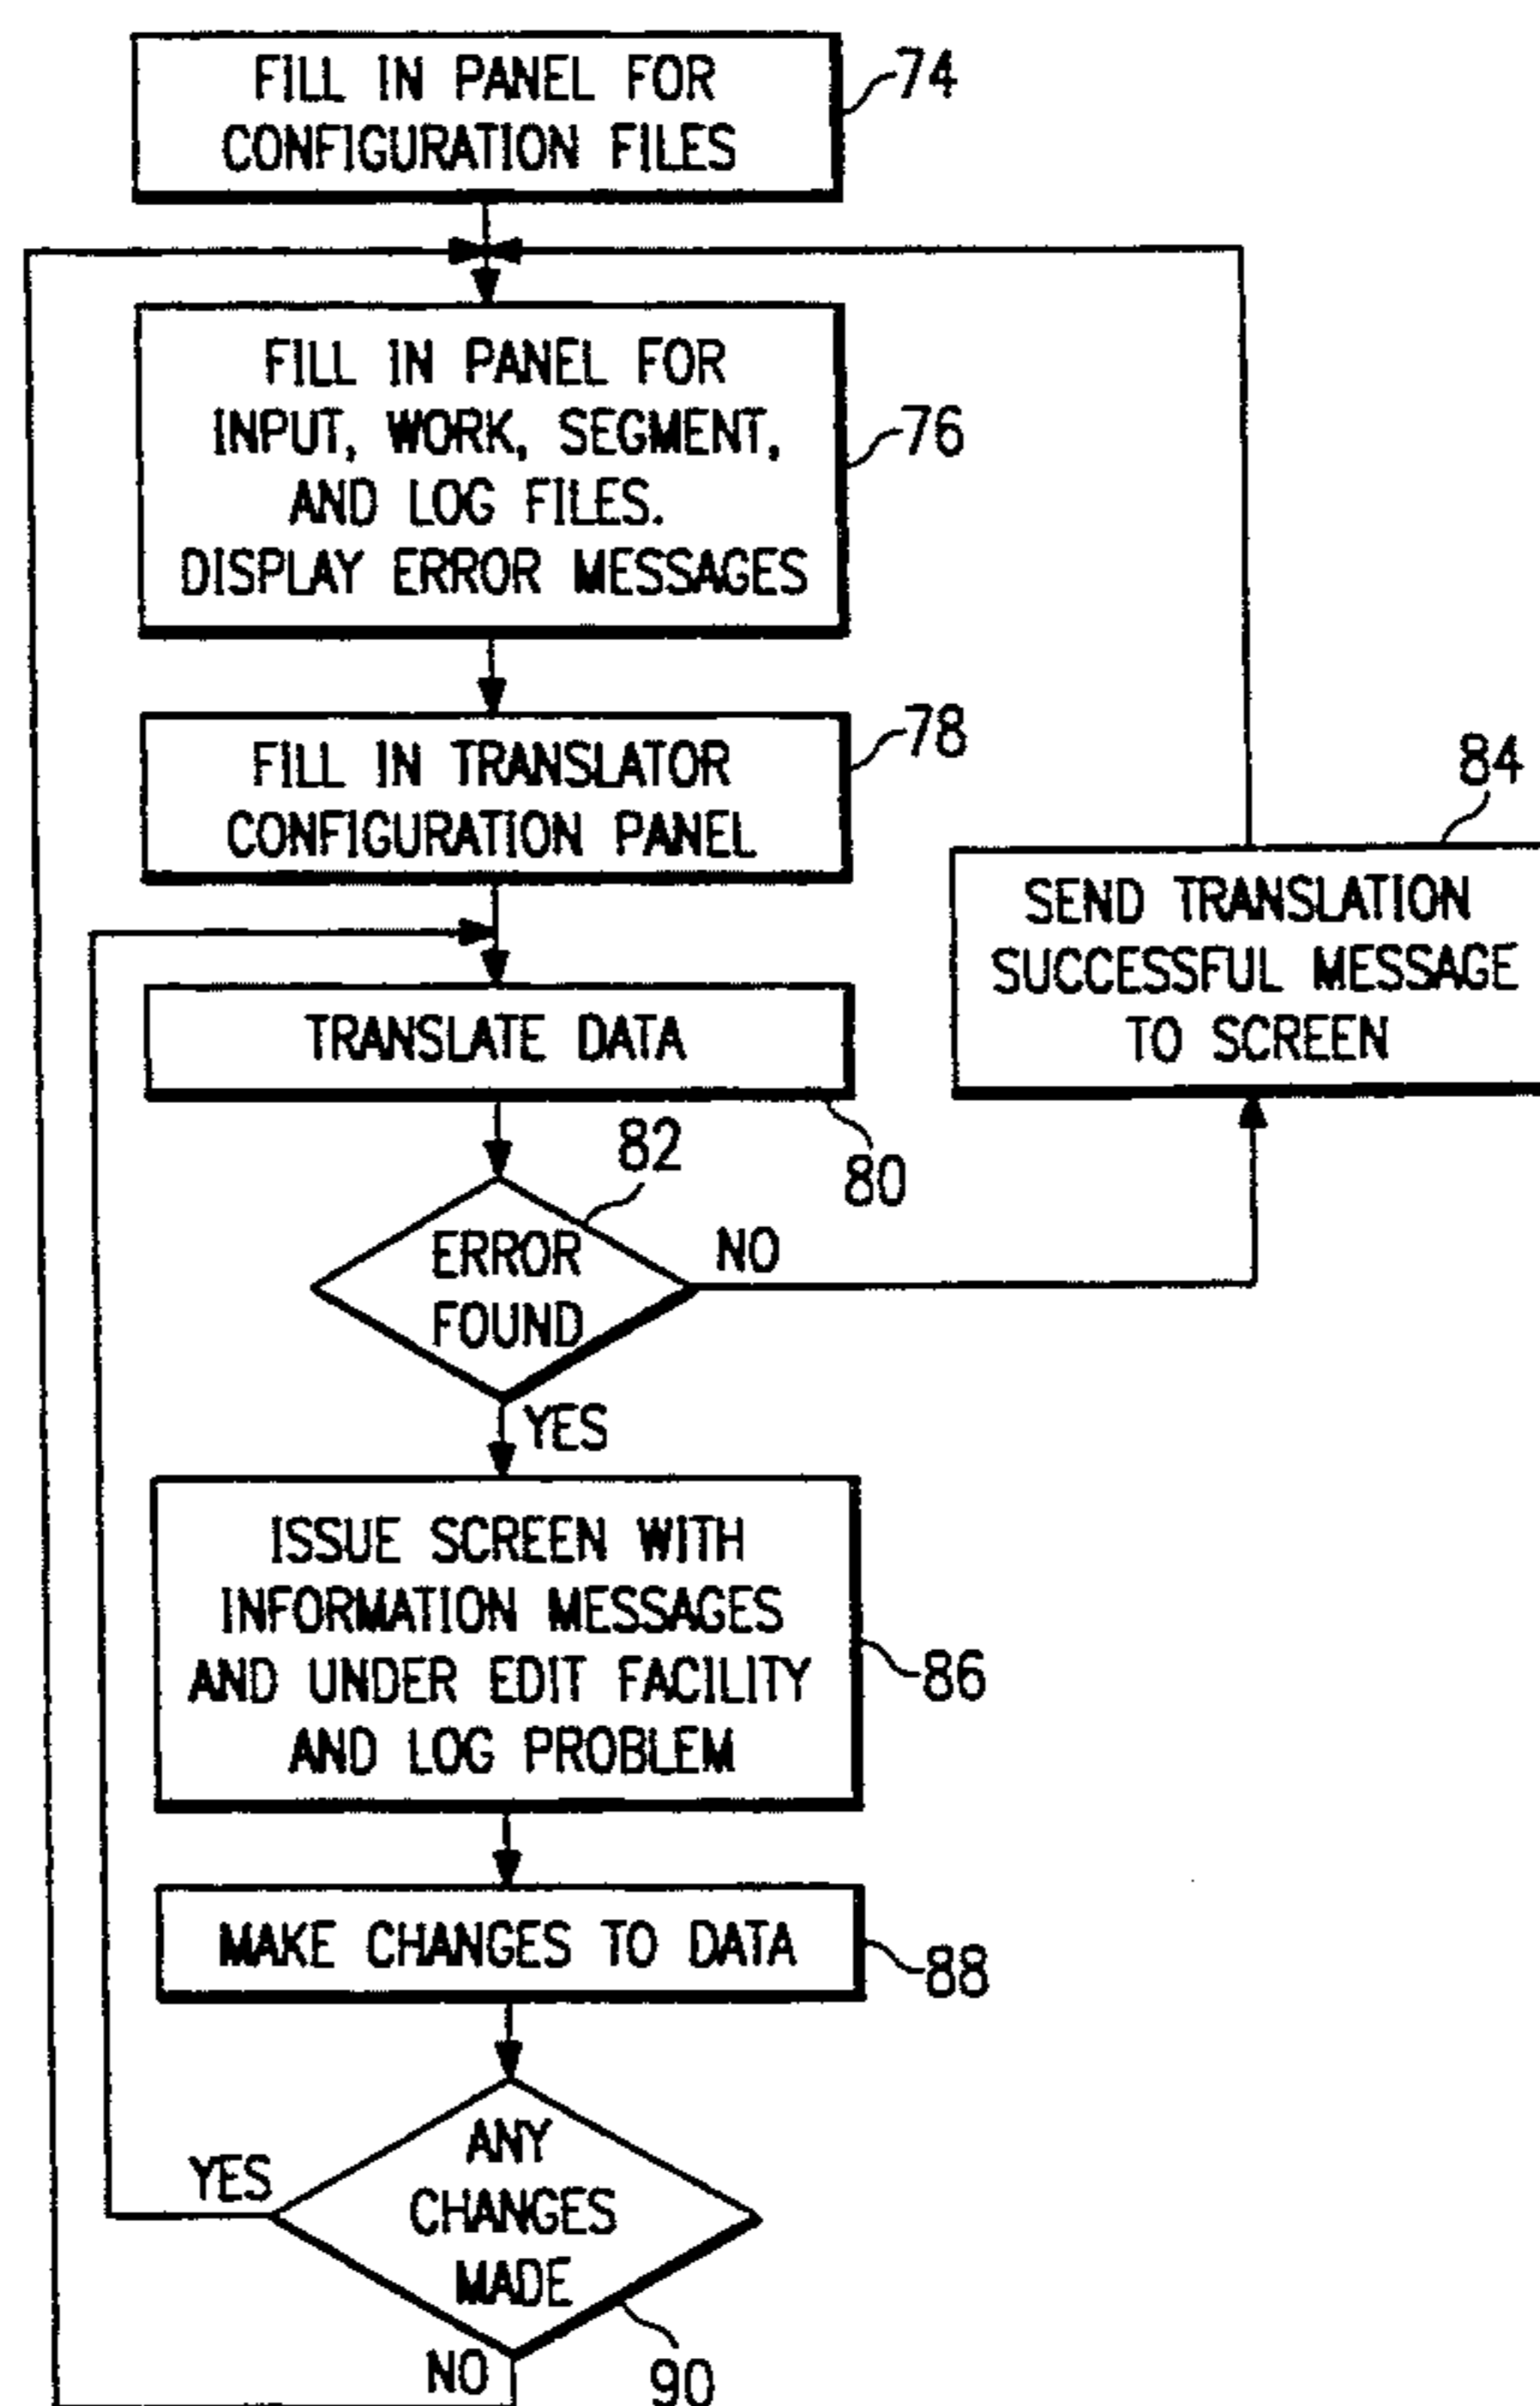 FILL IN PANEL FOR
CONFIGURATION FILES
74
FILL IN PANEL FOR
INPUT, WORK, SEGMENT,
AND LOG FILES.
DISPLAY ERROR MESSAGES
76
FILL IN TRANSLATOR
CONFIGURATION PANEL
78
84
SEND TRANSLATION
SUCCESSFUL MESSAGE
TO SCREEN
TRANSLATE DATA
80
82
ERROR
FOUND
NO
YES
ISSUE SCREEN WITH
INFORMATION MESSAGES
AND UNDER EDIT FACILITY
AND LOG PROBLEM
86
MAKE CHANGES TO DATA
88
ANY
CHANGES
MADE
YES
NO
90